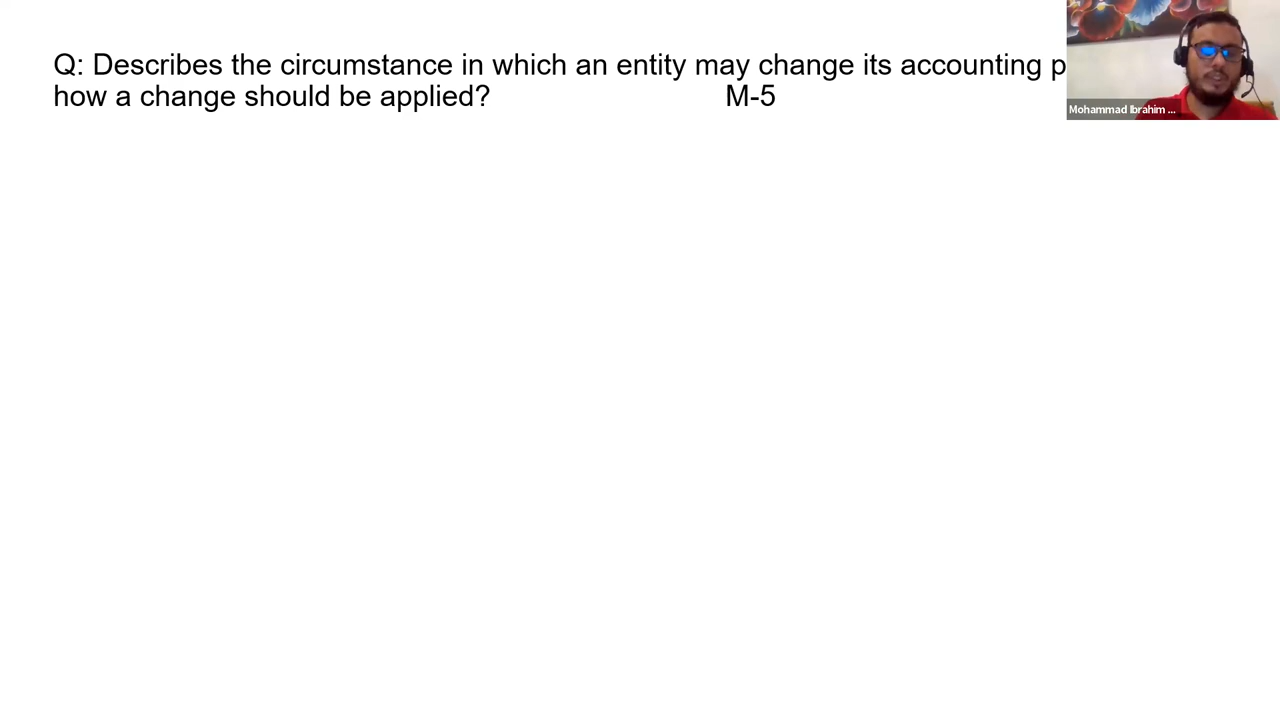 Q: Describes the circumstance in which an entity may change its accounting
how a change should be applied? M-5
Mohammad Ibrahim ...